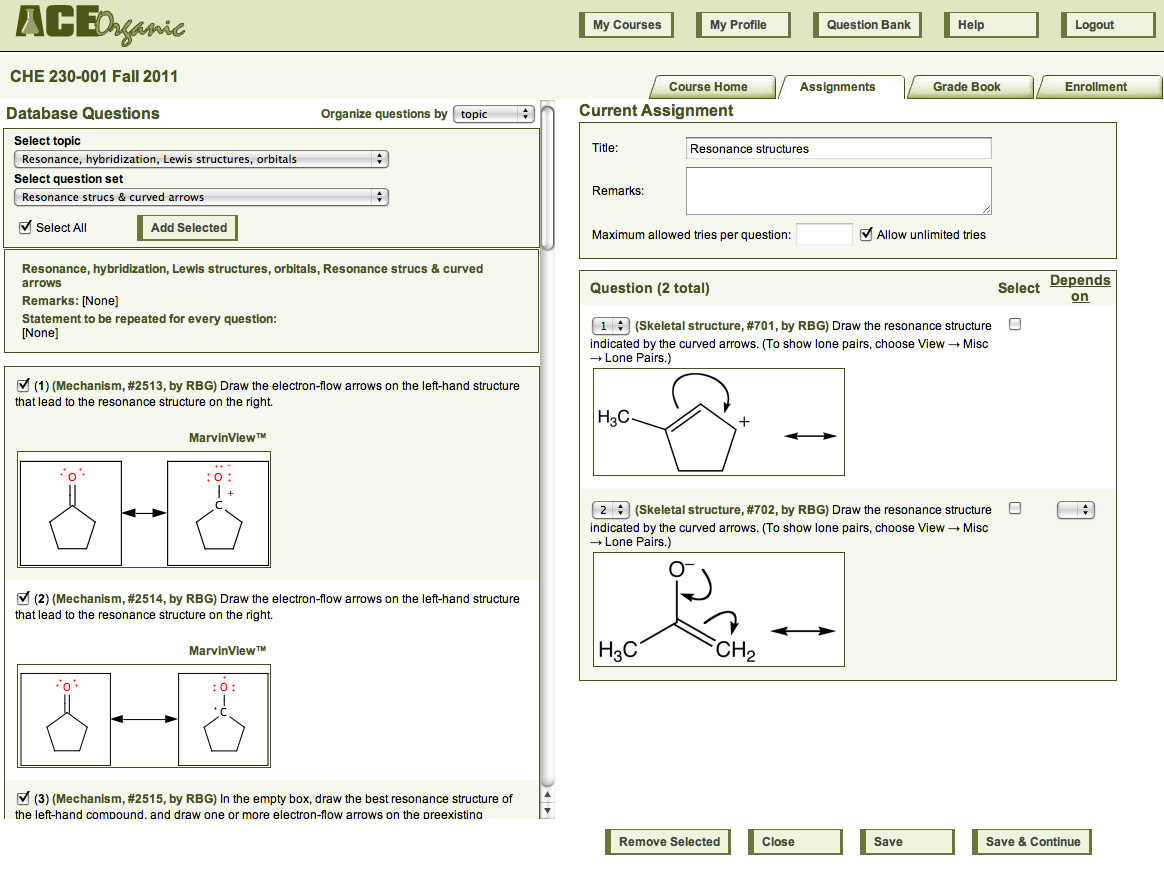 ACE Organic
My Courses
My Profile
Question Bank
Help
Logout
CHE 230-001 Fall 2011
Course Home
Assignments
Grade Book
Enrollment
Database Questions
Organize questions by topic
Select topic
Resonance, hybridization, Lewis structures, orbitals
Select question set
Resonance strucs & curved arrows
Select All
Add Selected
Resonance, hybridization, Lewis structures, orbitals, Resonance strucs & curved
arrows
Remarks: [None]
Statement to be repeated for every question:
[None]
(1) (Mechanism, #2513, by RBG) Draw the electron-flow arrows on the left-hand structure
that lead to the resonance structure on the right.
MarvinView™
O
O
−
+
C
(2) (Mechanism, #2514, by RBG) Draw the electron-flow arrows on the left-hand structure
that lead to the resonance structure on the right.
MarvinView™
O
O
C
(3) (Mechanism, #2515, by RBG) In the empty box, draw the best resonance structure of
the left-hand compound, and draw one or more electron-flow arrows on the preexisting
Current Assignment
Title: Resonance structures
Remarks:
Maximum allowed tries per question:
Allow unlimited tries
Question (2 total)
Select
Depends
on
1 (Skeletal structure, #701, by RBG) Draw the resonance structure
indicated by the curved arrows. (To show lone pairs, choose View → Misc
→ Lone Pairs.)
H3C
+
2 (Skeletal structure, #702, by RBG) Draw the resonance structure
indicated by the curved arrows. (To show lone pairs, choose View → Misc
→ Lone Pairs.)
O−
H3C
CH2
Remove Selected
Close
Save
Save & Continue